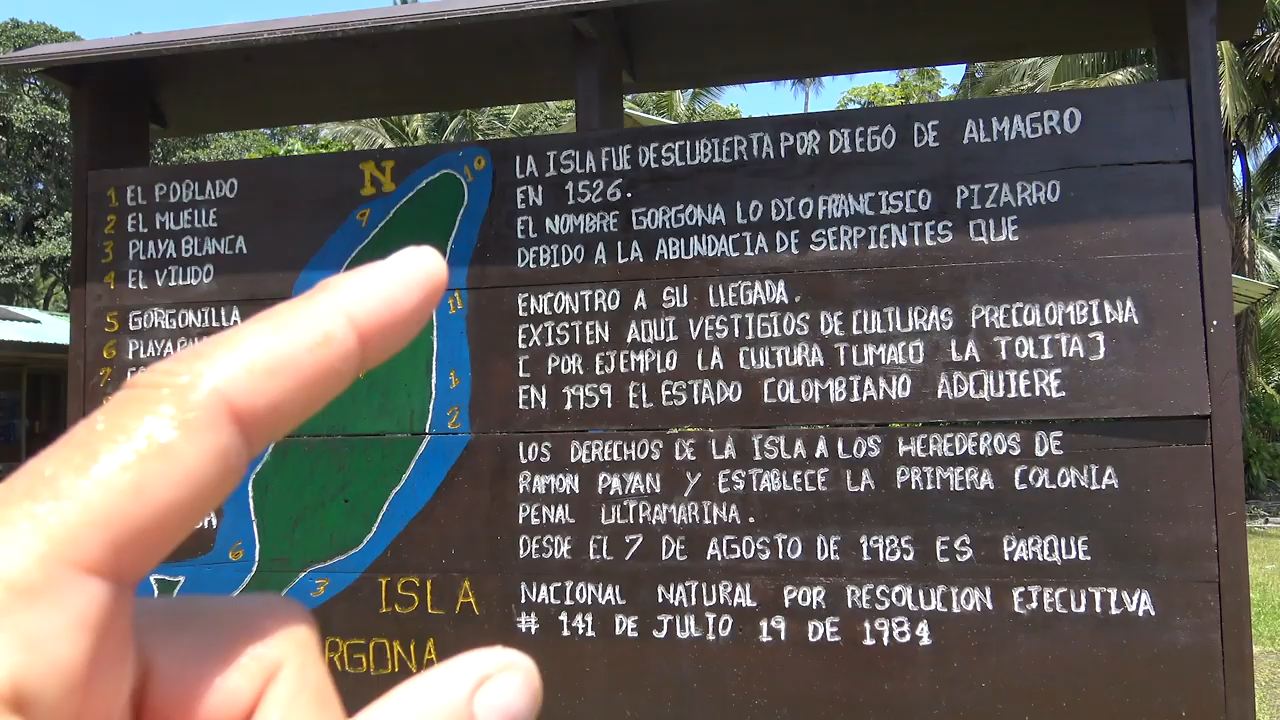 1 EL POBLADO
2 EL MUELLE
3 PLAYA BLANCA
4 EL VIUDO
5 GORGONILLA
6
7
N
10
9
11
1
2
6
3
ISLA
LA ISLA FUE DESCUBIERTA POR DIEGO DE ALMAGRO
EN 1526.
EL NOMBRE GORGONA LO DIO FRANCISCO PIZARRO
DEBIDO A LA ABUNDACIA DE SERPIENTES QUE
ENCONTRO A SU LLEGADA.
EXISTEN AQUI VESTIGIOS DE CULTURAS PRECOLOMBINA
[ POR EJEMPLO LA CULTURA TUMACO LA TOLITA]
EN 1959 EL ESTADO COLOMBIANO ADQUIERE
LOS DERECHOS DE LA ISLA A LOS HEREDEROS DE
RAMON PAYAN Y ESTABLECE LA PRIMERA COLONIA
PENAL ULTRAMARINA.
DESDE EL 7 DE AGOSTO DE 1985 ES PARQUE
NACIONAL NATURAL POR RESOLUCION EJECUTIVA
# 141 DE JULIO 19 DE 1984